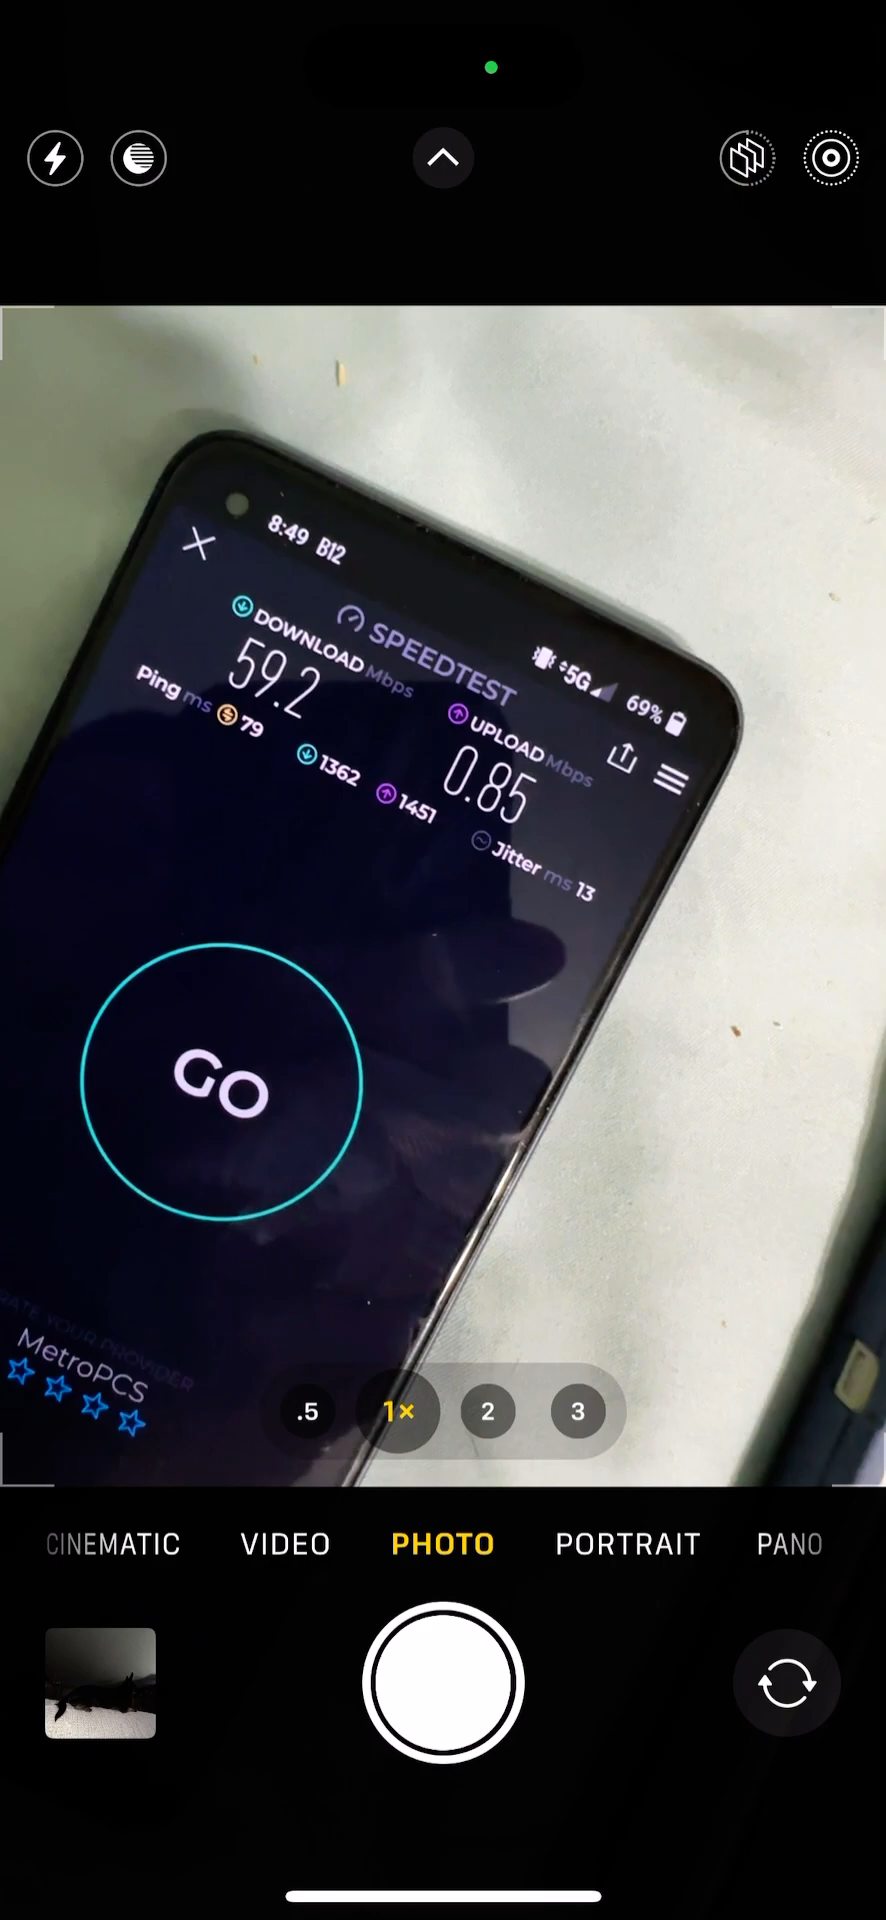 8:49 B12
5G 69%
SPEEDTEST
DOWNLOAD Mbps
59.2
UPLOAD Mbps
0.85
Ping ms 79 1362 1451 Jitter ms 13
GO
RATE YOUR PROVIDER
MetroPCS
.5 1× 2 3
CINEMATIC VIDEO PHOTO PORTRAIT PANO